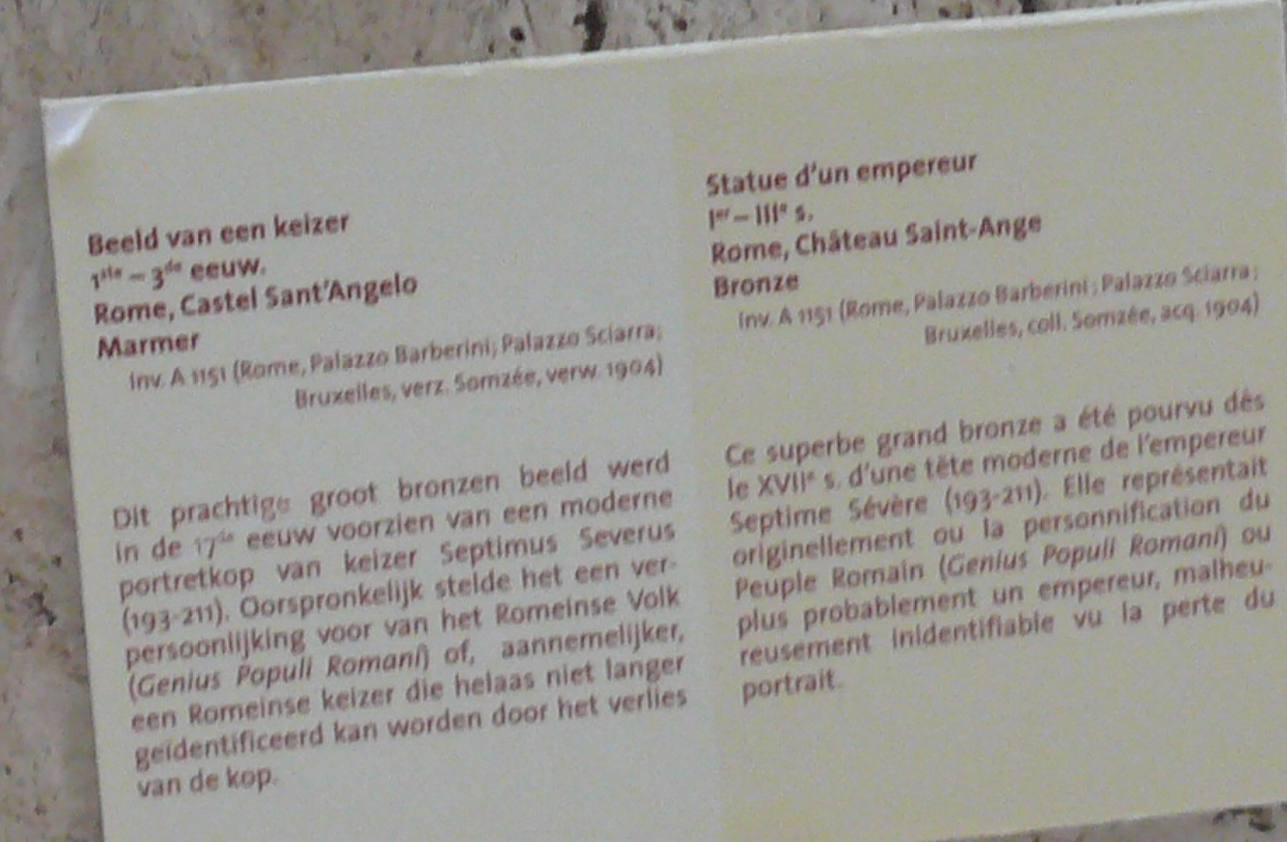 Beeld van een keizer
1ste – 3de eeuw.
Rome, Castel Sant'Angelo
Marmer
Inv. A 1151 (Rome, Palazzo Barberini; Palazzo Sciarra;
Bruxelles, verz. Somzée, verw. 1904)
Dit prachtige groot bronzen beeld werd
in de 17de eeuw voorzien van een moderne
portretkop van keizer Septimus Severus
(193-211). Oorspronkelijk stelde het een ver-
persoonlijking voor van het Romeinse Volk
(Genius Populi Romani) of, aannemelijker,
een Romeinse keizer die helaas niet langer
geïdentificeerd kan worden door het verlies
van de kop.
Statue d'un empereur
Ier – IIIe s.
Rome, Château Saint-Ange
Bronze
Inv. A 1151 (Rome, Palazzo Barberini ; Palazzo Sciarra ;
Bruxelles, coll. Somzée, acq. 1904)
Ce superbe grand bronze a été pourvu dès
le XVIIe s. d'une tête moderne de l'empereur
Septime Sévère (193-211). Elle représentait
originellement ou la personnification du
Peuple Romain (Genius Populi Romani) ou
plus probablement un empereur, malheu-
reusement inidentifiable vu la perte du
portrait.